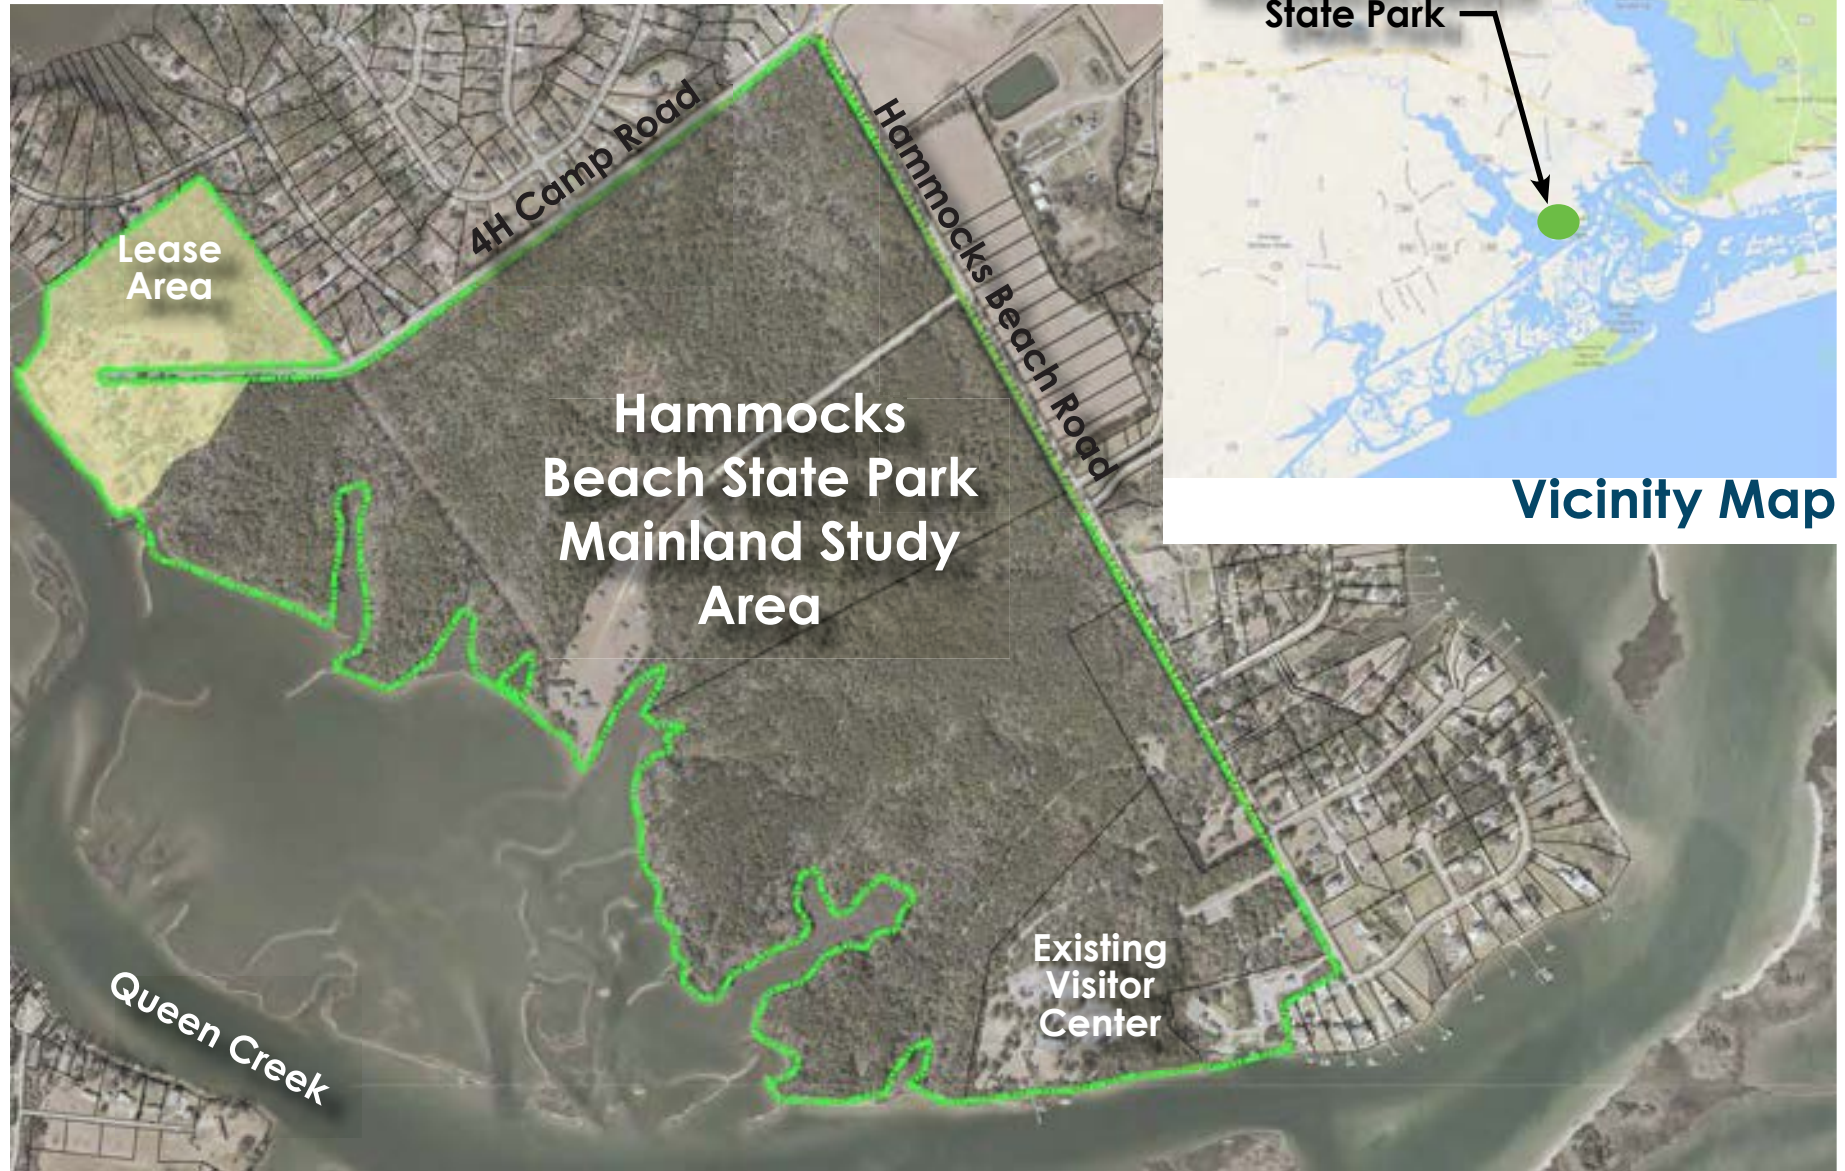 State Park
4H Camp Road
Hammocks Beach Road
Lease
Area
Hammocks
Beach State Park
Mainland Study
Area
Vicinity Map
Existing
Visitor
Center
Queen Creek